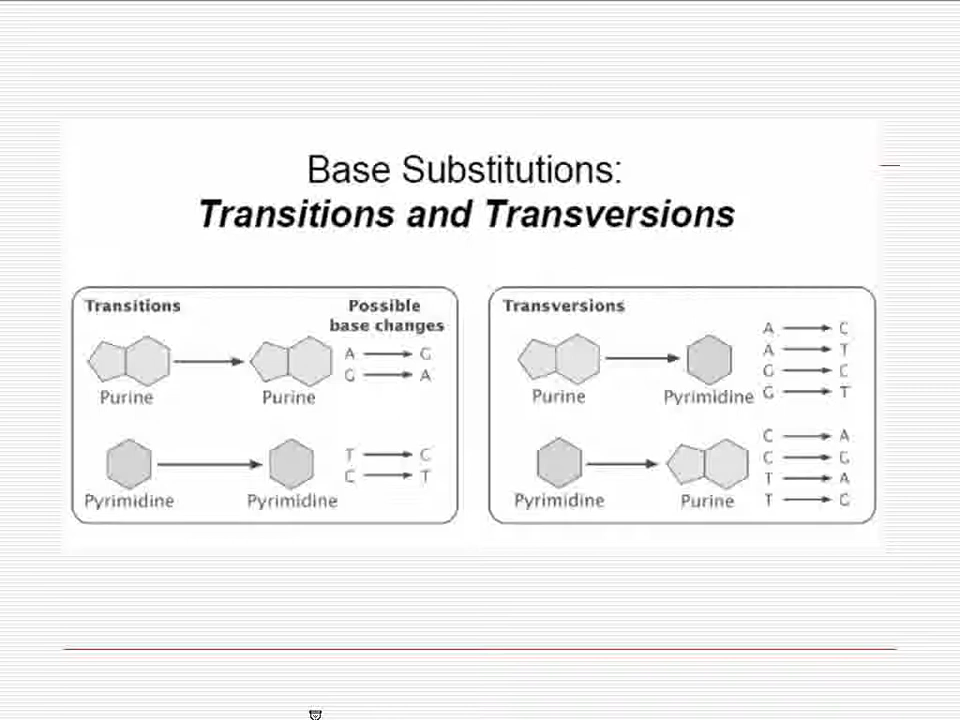 Base Substitutions:
Transitions and Transversions
Transitions
Possible
base changes
Purine
Purine
A → G
G → A
Pyrimidine
Pyrimidine
T → C
C → T
Transversions
Purine
Pyrimidine
A → C
A → T
G → C
G → T
Pyrimidine
Purine
C → A
C → G
T → A
T → G